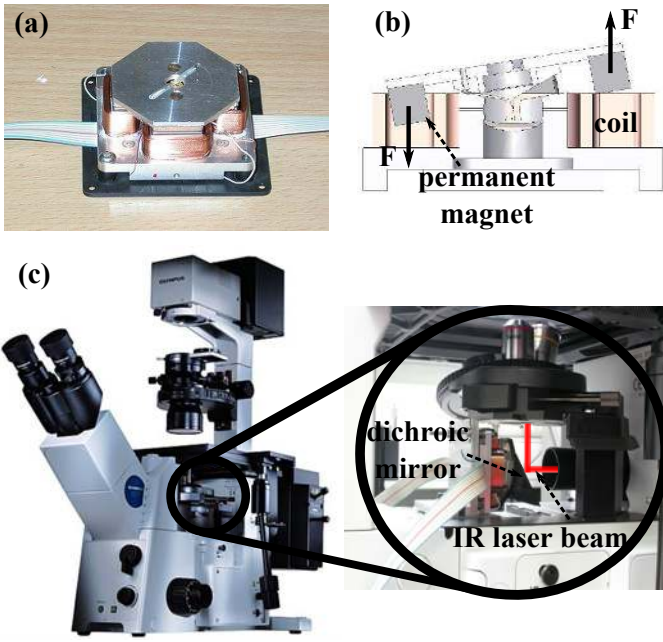 (a)
(b)
F
coil
F
permanent
magnet
(c)
OLYMPUS
dichroic
mirror
IR laser beam